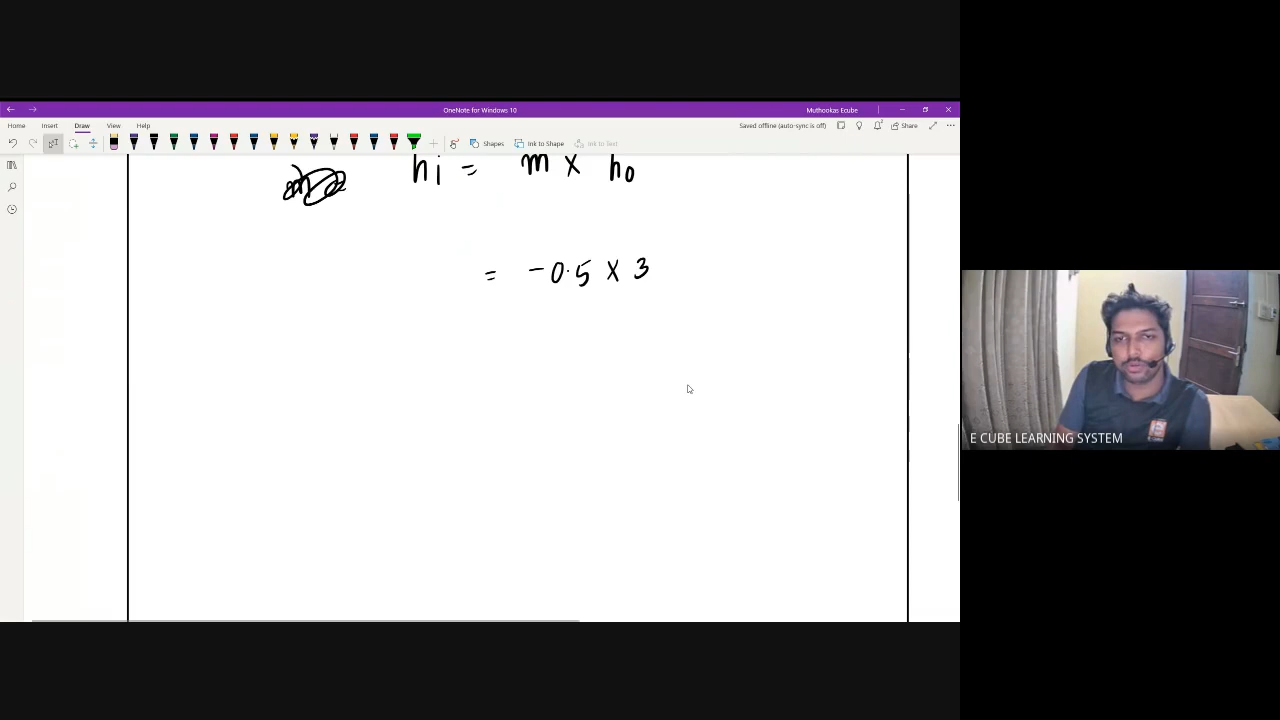 OneNote for Windows 10
Muthookas Ecube
Home Insert Draw View Help
Saved offline (auto-sync is off)
Share
Shapes
Ink to Shape
Ink to Text
hi = m x ho
= -0.5 x 3
E CUBE LEARNING SYSTEM